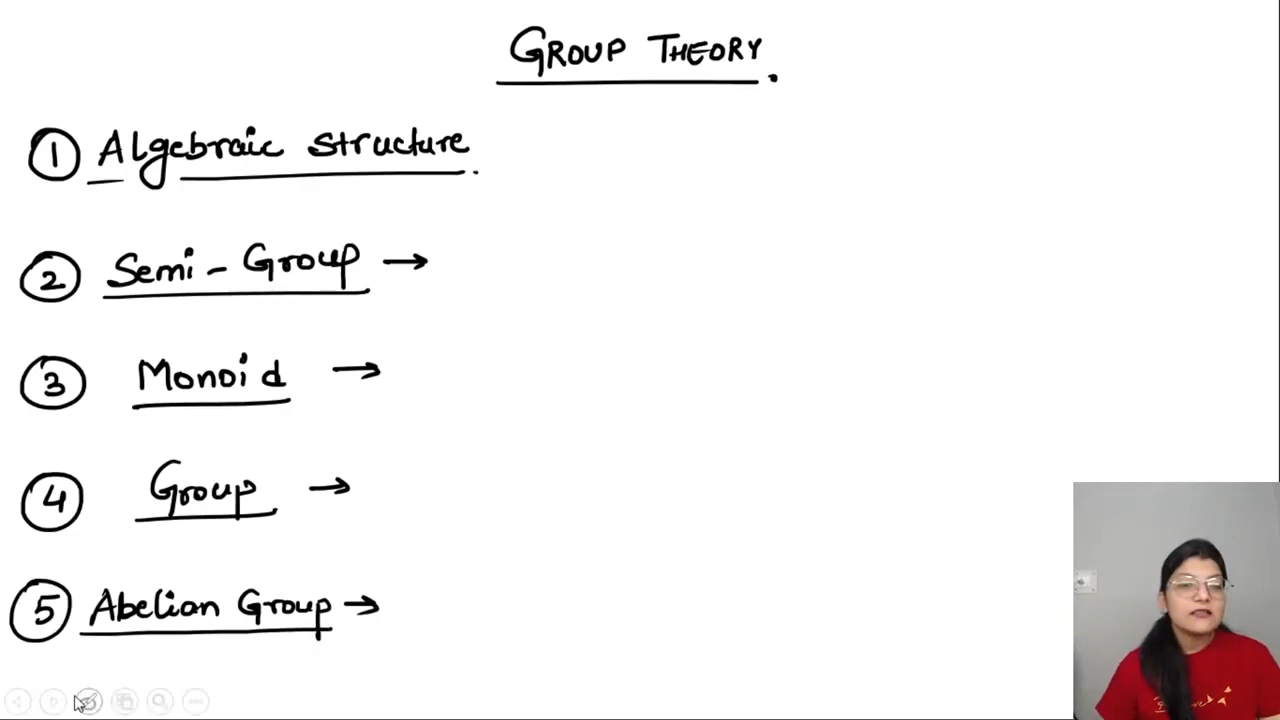 GROUP THEORY.
1 Algebraic structure.
2 Semi-Group →
3 Monoid →
4 Group →
5 Abelian Group →